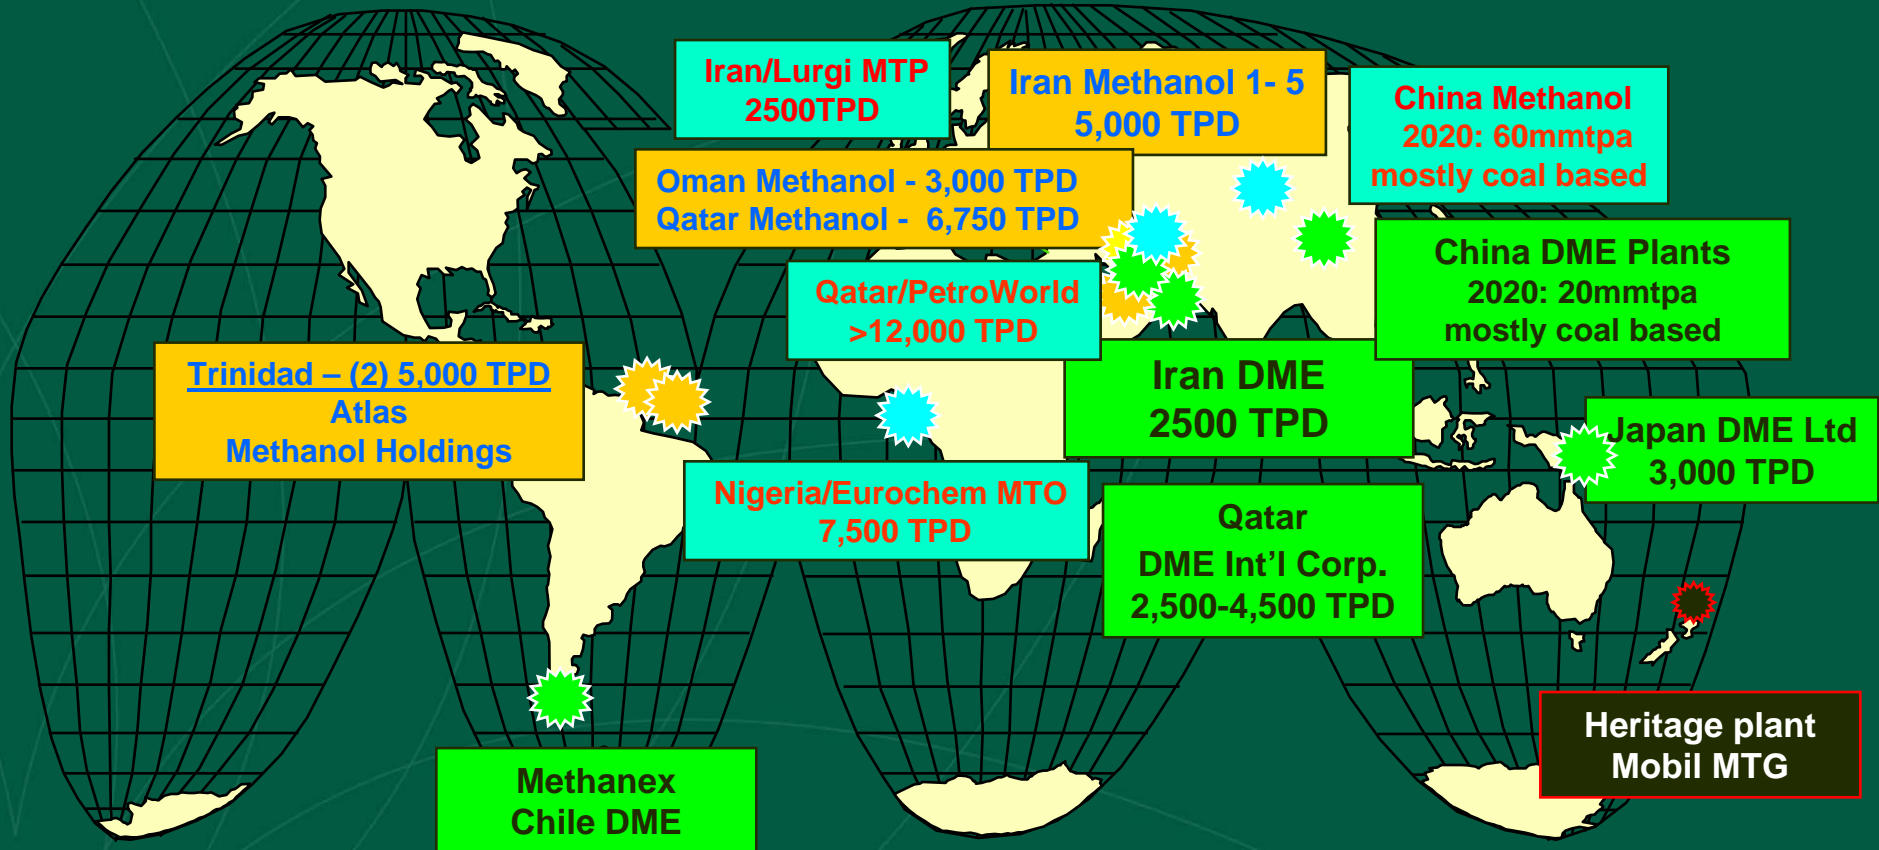 Iran/Lurgi MTP
2500TPD
Iran Methanol 1- 5
5,000 TPD
China Methanol
2020: 60mmtpa
mostly coal based
Oman Methanol - 3,000 TPD
Qatar Methanol -  6,750 TPD
China DME Plants
2020: 20mmtpa
mostly coal based
Qatar/PetroWorld
>12,000 TPD
Trinidad – (2) 5,000 TPD
Atlas
Methanol Holdings
Iran DME
2500 TPD
Japan DME Ltd
3,000 TPD
Nigeria/Eurochem MTO
7,500 TPD
Qatar
DME Int’l Corp.
2,500-4,500 TPD
Heritage plant
Mobil MTG
Methanex
Chile DME